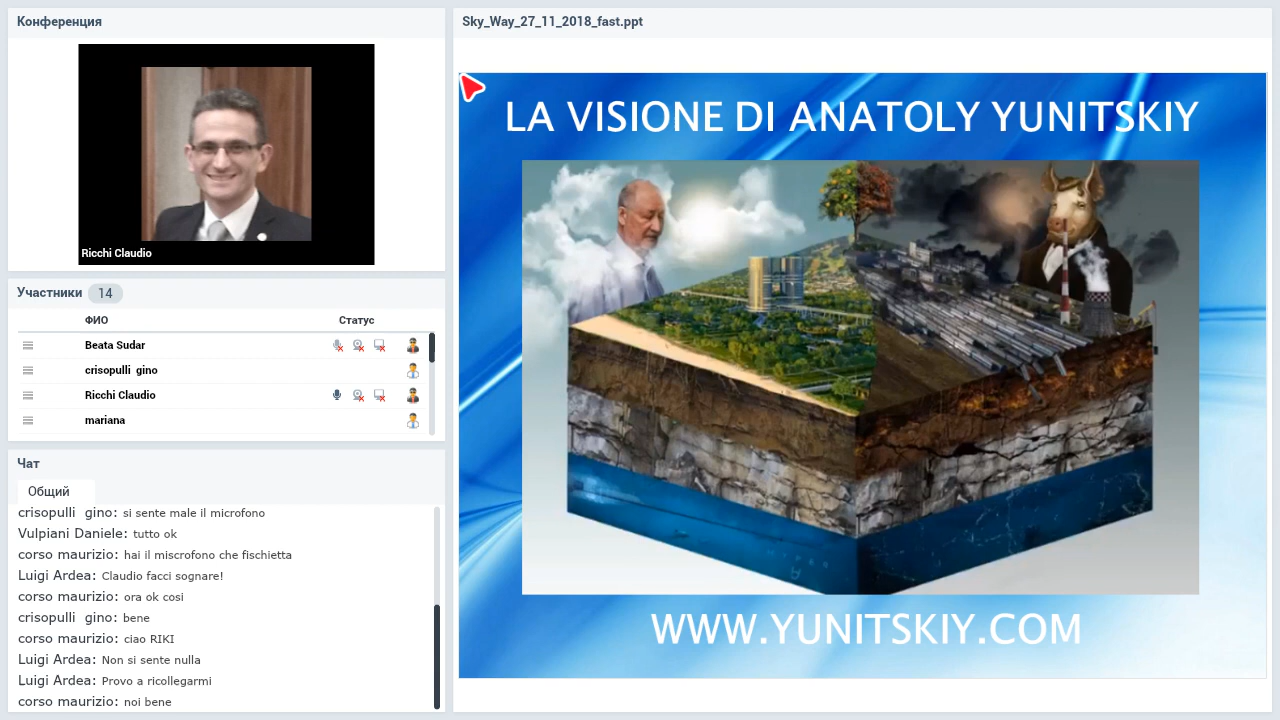 Конференция
Ricchi Claudio
Участники 14
ФИО Статус
Beata Sudar
crisopulli gino
Ricchi Claudio
mariana
Чат
Общий
crisopulli gino: si sente male il microfono
Vulpiani Daniele: tutto ok
corso maurizio: hai il miscrofono che fischietta
Luigi Ardea: Claudio facci sognare!
corso maurizio: ora ok cosi
crisopulli gino: bene
corso maurizio: ciao RIKI
Luigi Ardea: Non si sente nulla
Luigi Ardea: Provo a ricollegarmi
corso maurizio: noi bene
Sky_Way_27_11_2018_fast.ppt
LA VISIONE DI ANATOLY YUNITSKIY
WWW.YUNITSKIY.COM